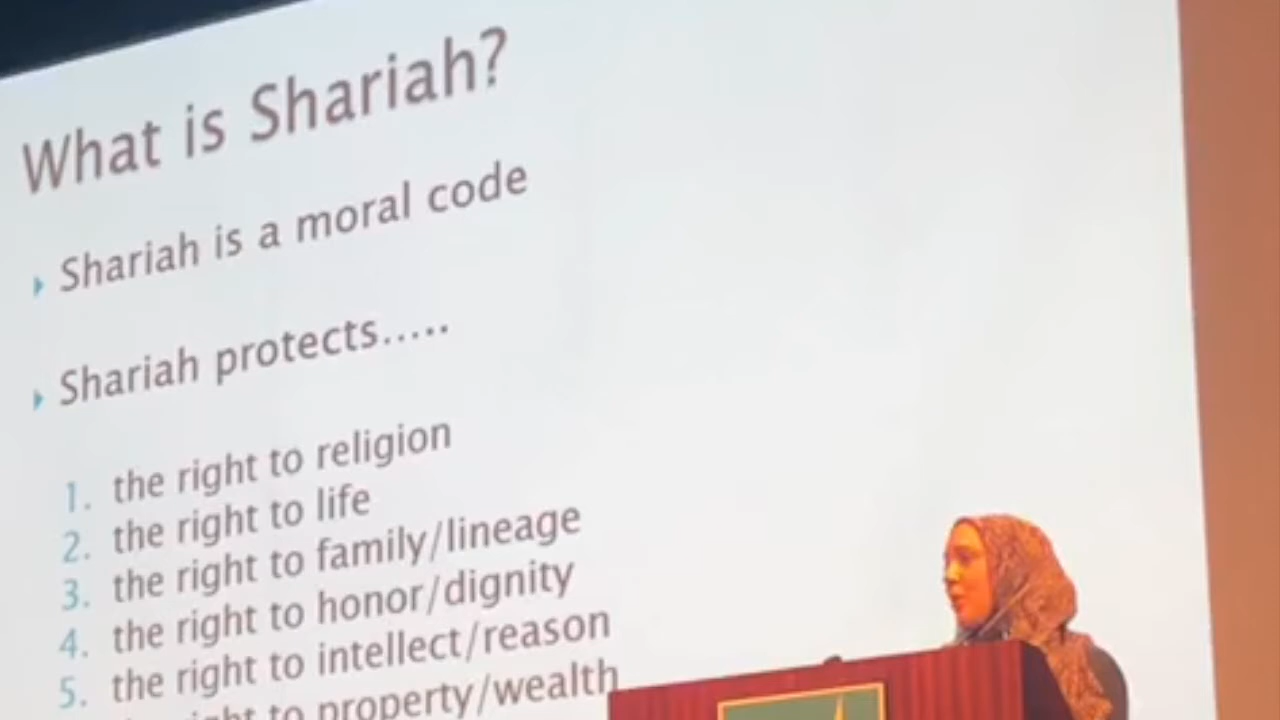 What is Shariah?
Shariah is a moral code
Shariah protects.....
1. the right to religion
2. the right to life
3. the right to family/lineage
4. the right to honor/dignity
5. the right to intellect/reason
right to property/wealth